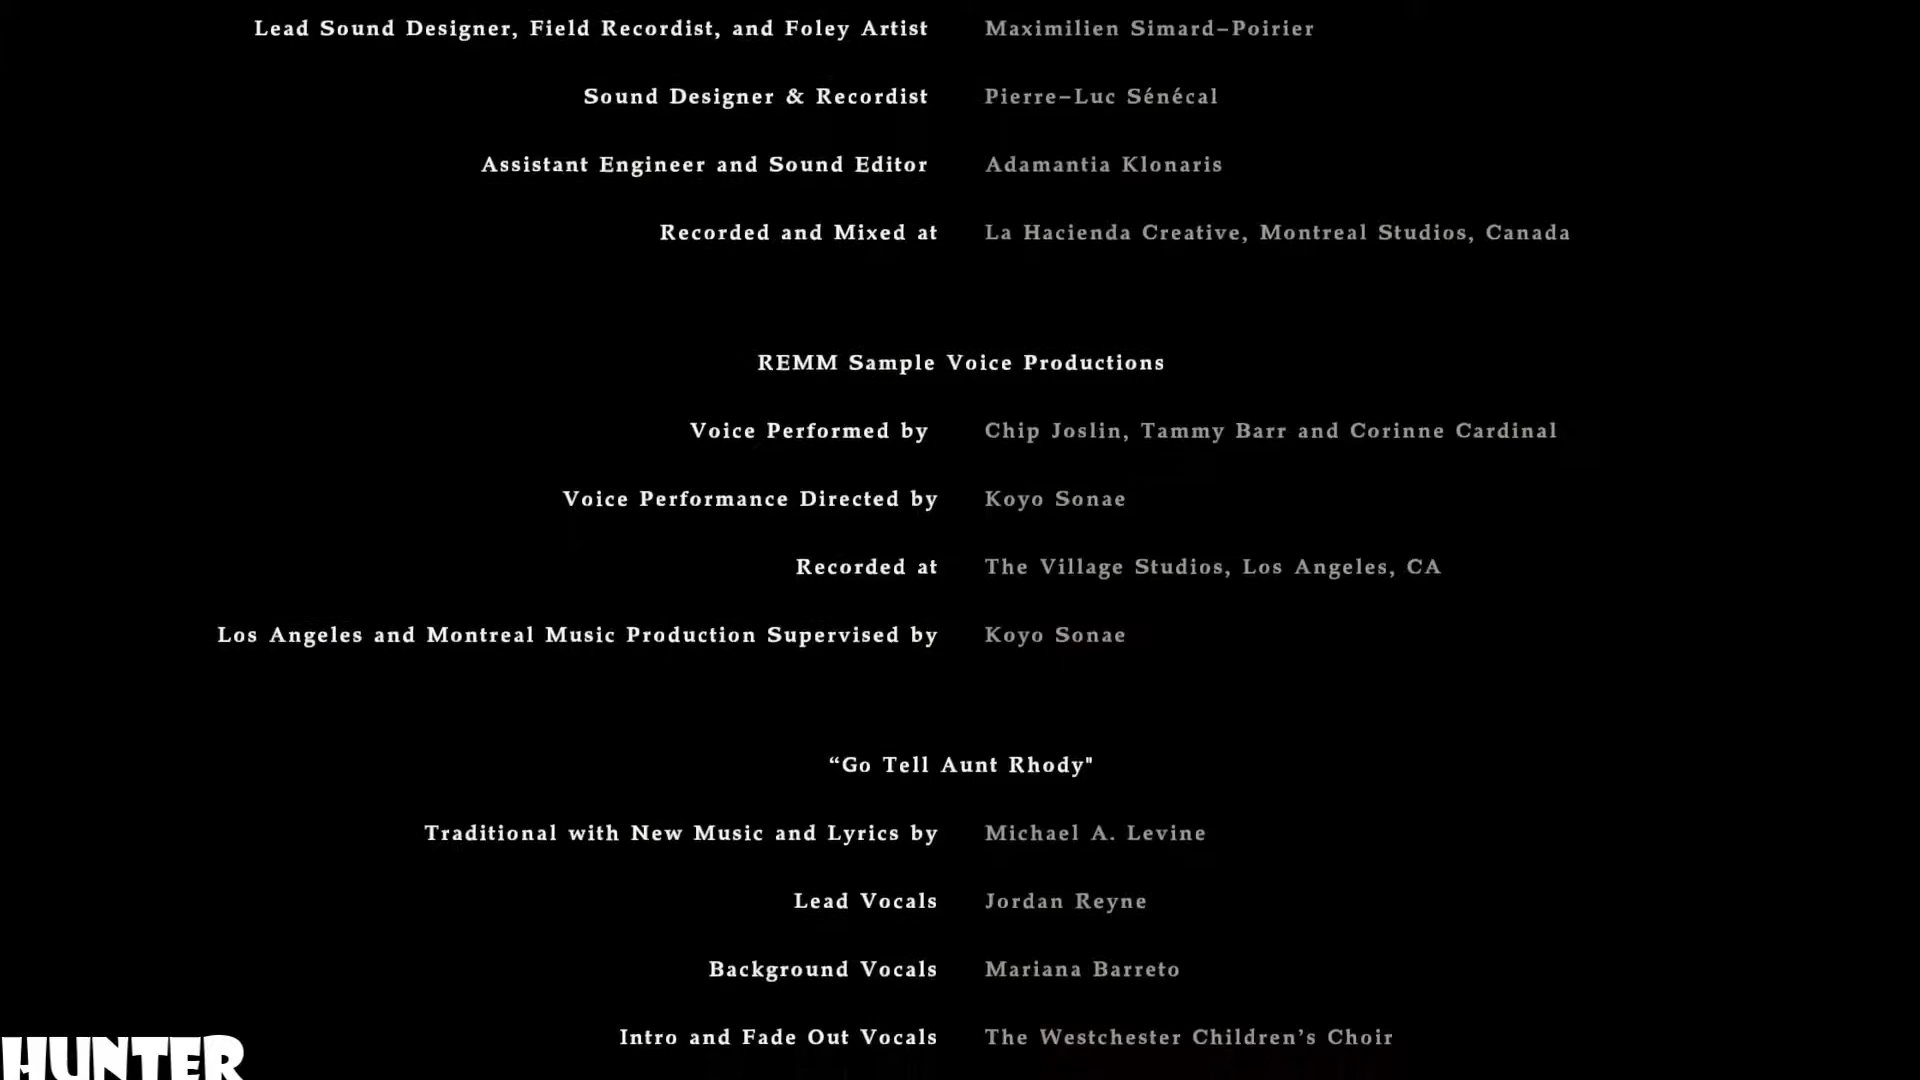 Lead Sound Designer, Field Recordist, and Foley Artist Maximilien Simard–Poirier
Sound Designer & Recordist Pierre–Luc Sénécal
Assistant Engineer and Sound Editor Adamantia Klonaris
Recorded and Mixed at La Hacienda Creative, Montreal Studios, Canada
REMM Sample Voice Productions
Voice Performed by Chip Joslin, Tammy Barr and Corinne Cardinal
Voice Performance Directed by Koyo Sonae
Recorded at The Village Studios, Los Angeles, CA
Los Angeles and Montreal Music Production Supervised by Koyo Sonae
“Go Tell Aunt Rhody"
Traditional with New Music and Lyrics by Michael A. Levine
Lead Vocals Jordan Reyne
Background Vocals Mariana Barreto
Intro and Fade Out Vocals The Westchester Children’s Choir
HUNTER